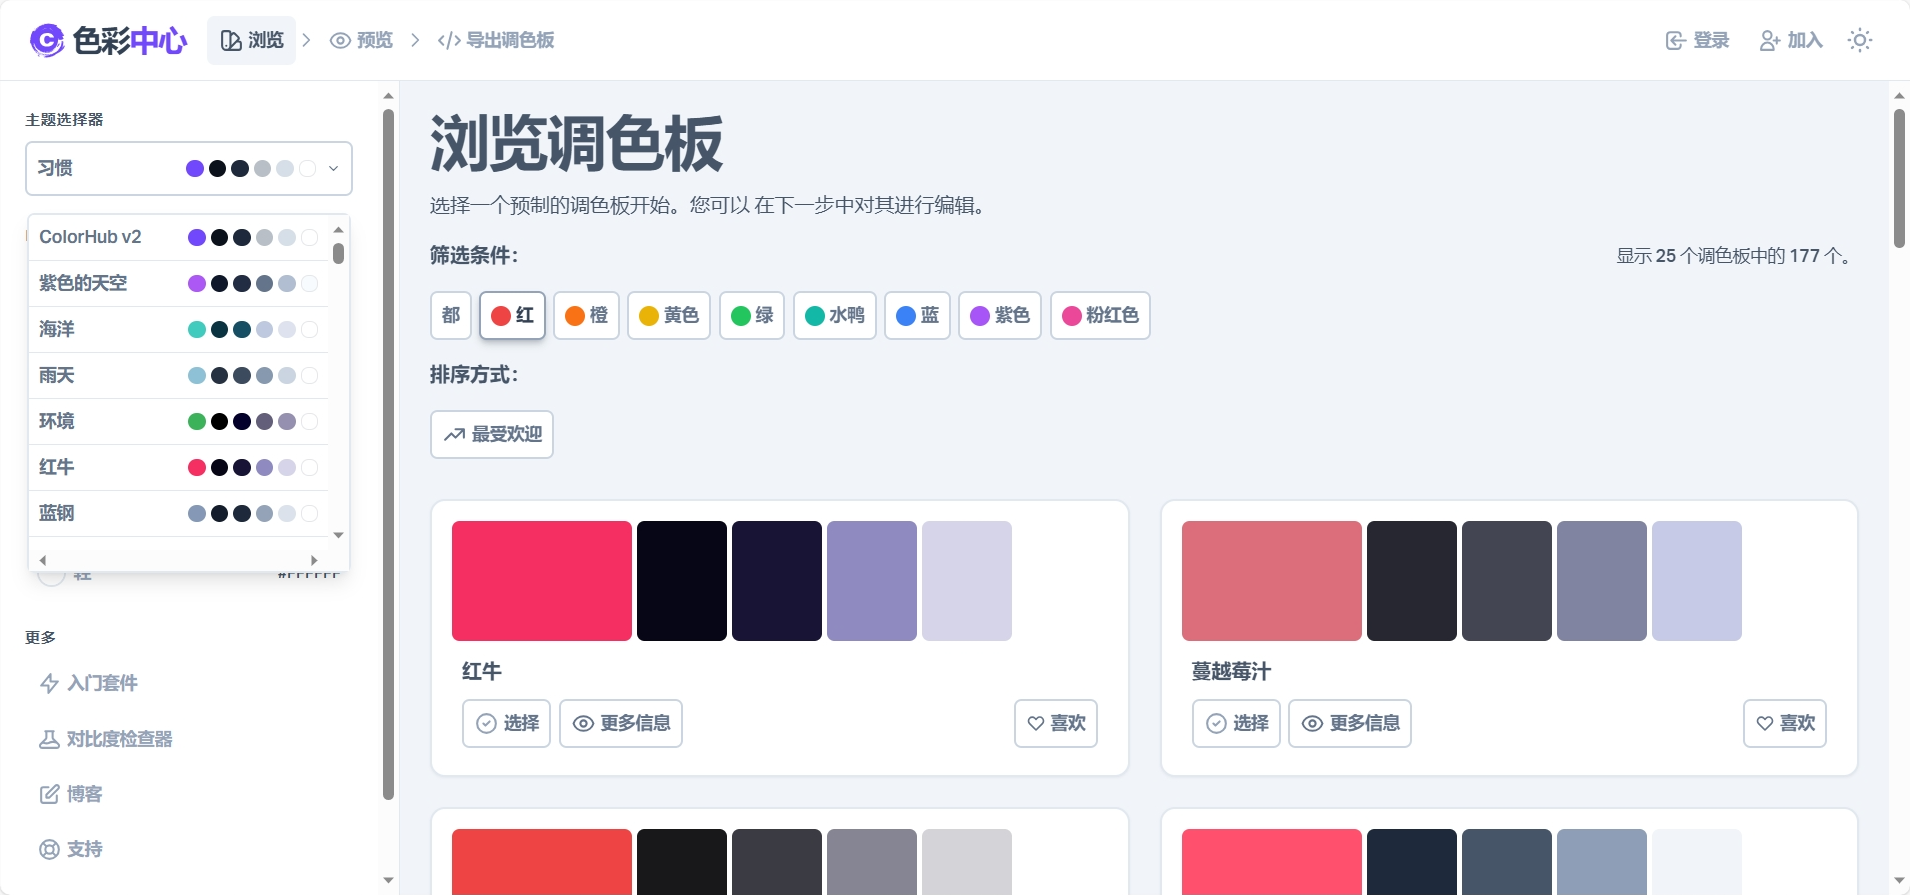 色彩中心
浏览
预览
导出调色板
登录
加入
主题选择器
习惯
ColorHub v2
紫色的天空
海洋
雨天
环境
红牛
蓝钢
#FFFFFF
更多
入门套件
对比度检查器
博客
支持
浏览调色板
选择一个预制的调色板开始。您可以 在下一步中对其进行编辑。
筛选条件：
显示 25 个调色板中的 177 个。
都
红
橙
黄色
绿
水鸭
蓝
紫色
粉红色
排序方式：
最受欢迎
红牛
选择
更多信息
喜欢
蔓越莓汁
选择
更多信息
喜欢